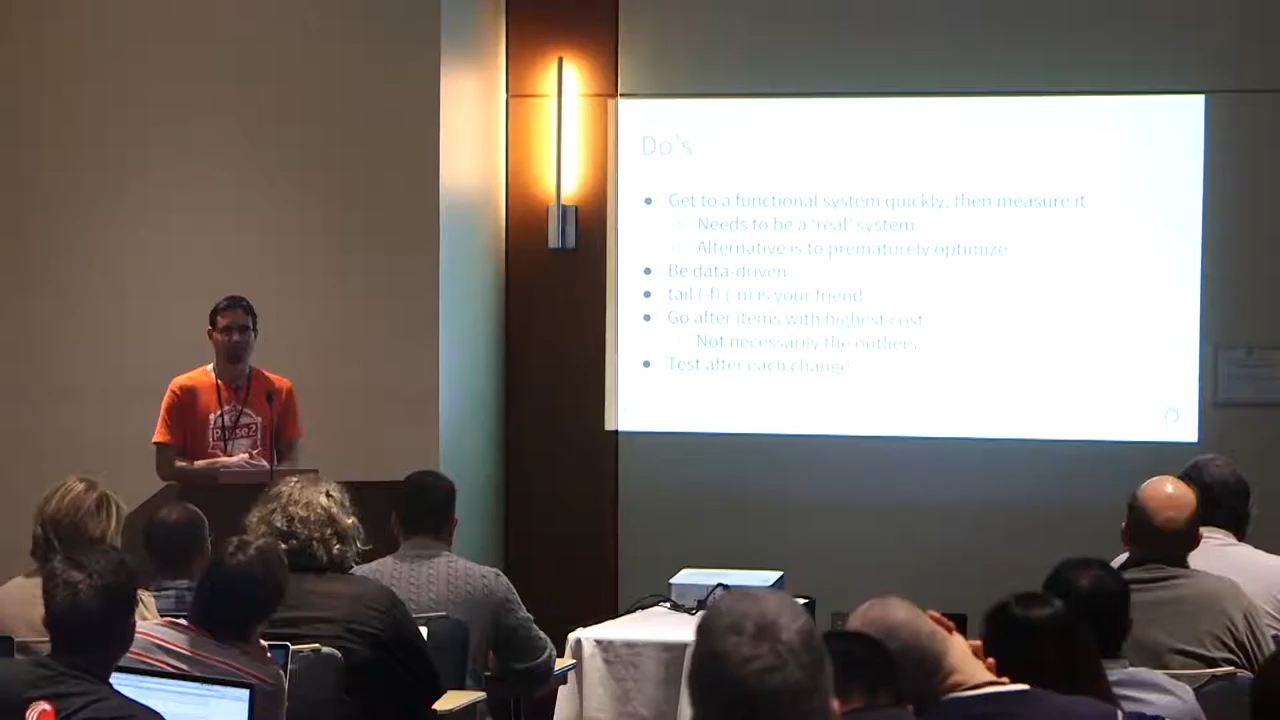 Do's
Get to a functional system quickly, then measure it
Needs to be a 'real' system
Alternative is to prematurely optimize
Be data-driven
tail (-f) (-n) is your friend
Go after items with highest cost
Not necessarily the outliers
Test after each change
Phase2